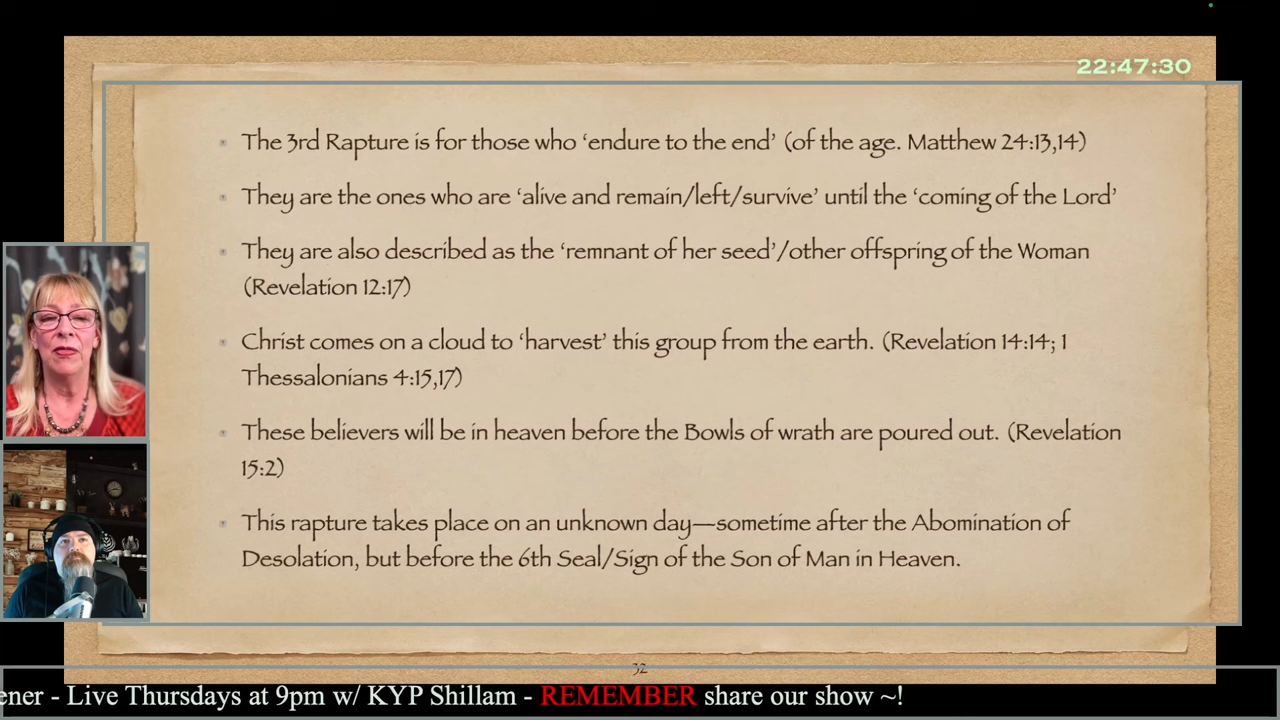 22:47:30
The 3rd Rapture is for those who ‘endure to the end’ (of the age. Matthew 24:13,14)
They are the ones who are ‘alive and remain/left/survive’ until the ‘coming of the Lord’
They are also described as the ‘remnant of her seed’/other offspring of the Woman
(Revelation 12:17)
Christ comes on a cloud to ‘harvest’ this group from the earth. (Revelation 14:14; 1
Thessalonians 4:15,17)
These believers will be in heaven before the Bowls of wrath are poured out. (Revelation
15:2)
This rapture takes place on an unknown day—sometime after the Abomination of
Desolation, but before the 6th Seal/Sign of the Son of Man in Heaven.
32
ener - Live Thursdays at 9pm w/ KYP Shillam - REMEMBER share our show ~!